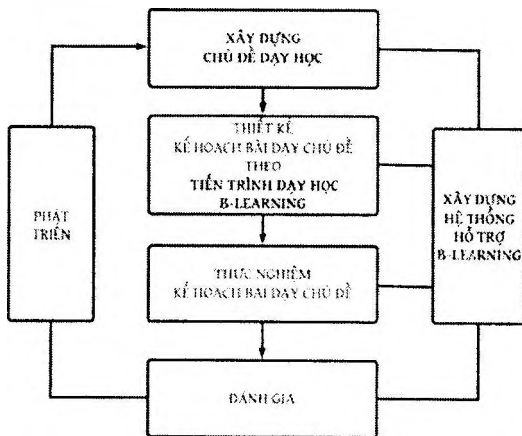 XÂY DỰNG
CHỦ ĐỀ DẠY HỌC
THIẾT KẾ
KẾ HOẠCH BÀI DẠY CHỦ ĐỀ
THEO
TIẾN TRÌNH DẠY HỌC
B-LEARNING
PHÁT
TRIỂN
XÂY DỰNG
HỆ THỐNG
HỖ TRỢ
B-LEARNING
THỰC NGHIỆM
KẾ HOẠCH BÀI DẠY CHỦ ĐỀ
ĐÁNH GIÁ